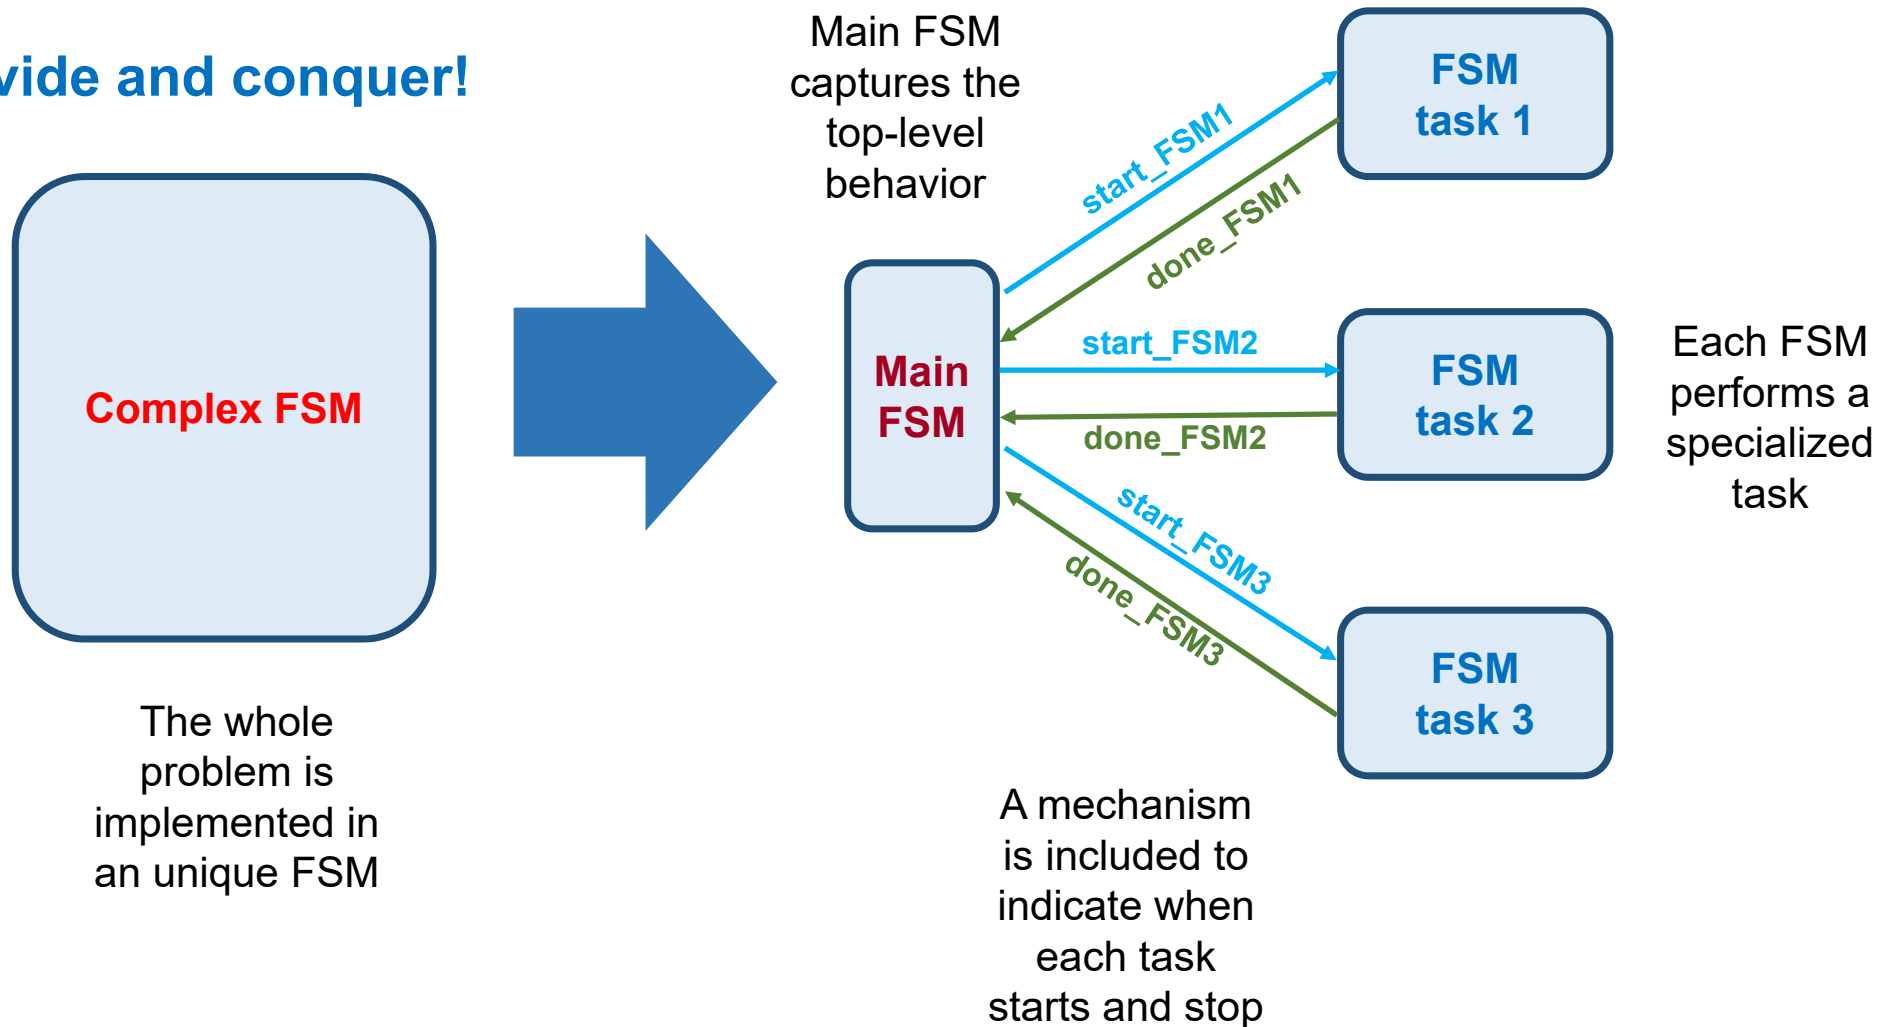 vide and conquer!
Complex FSM
The whole
problem is
implemented in
an unique FSM
Main FSM
captures the
top-level
behavior
Main
FSM
start_FSM1
done_FSM1
start_FSM2
done_FSM2
start_FSM3
done_FSM3
FSM
task 1
FSM
task 2
FSM
task 3
Each FSM
performs a
specialized
task
A mechanism
is included to
indicate when
each task
starts and stop